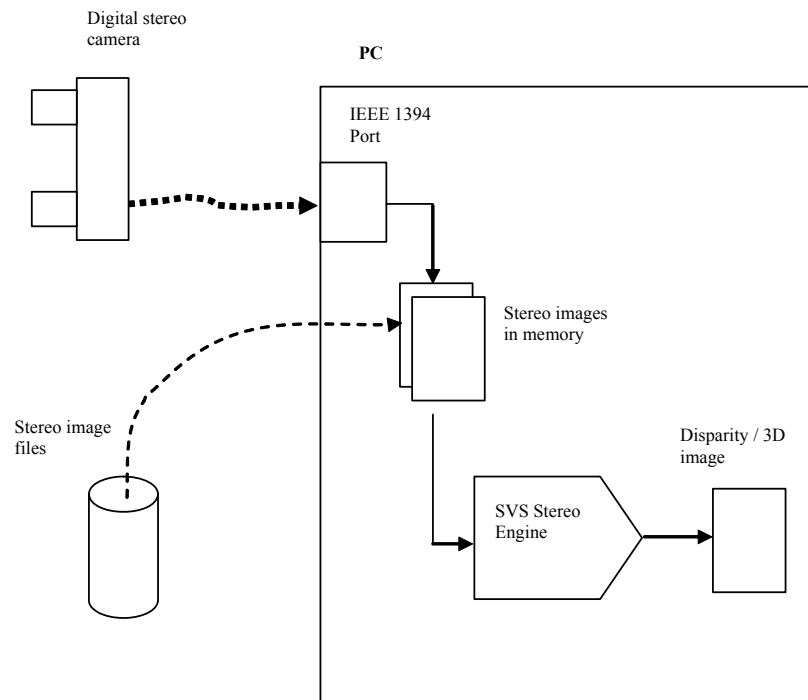 Digital stereo
camera
PC
IEEE 1394
Port
Stereo images
in memory
Stereo image
files
Disparity / 3D
image
SVS Stereo
Engine